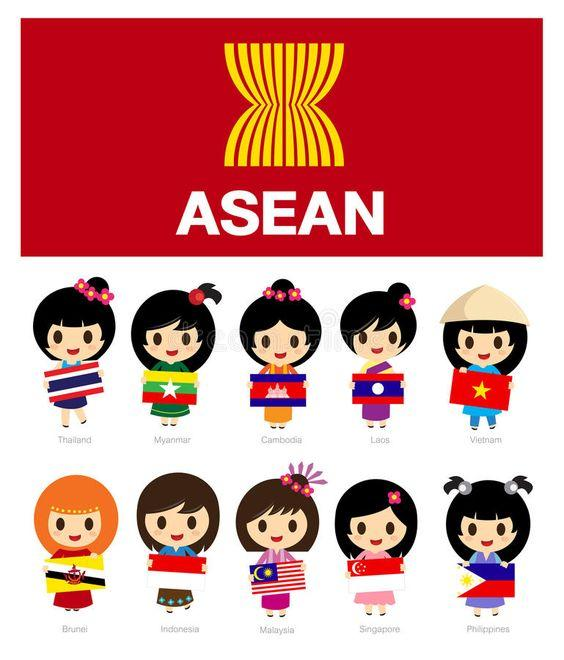 ASEAN
Thailand
Myanmar
Cambodia
Laos
Vietnam
Brunei
Indonesia
Malaysia
Singapore
Philippines